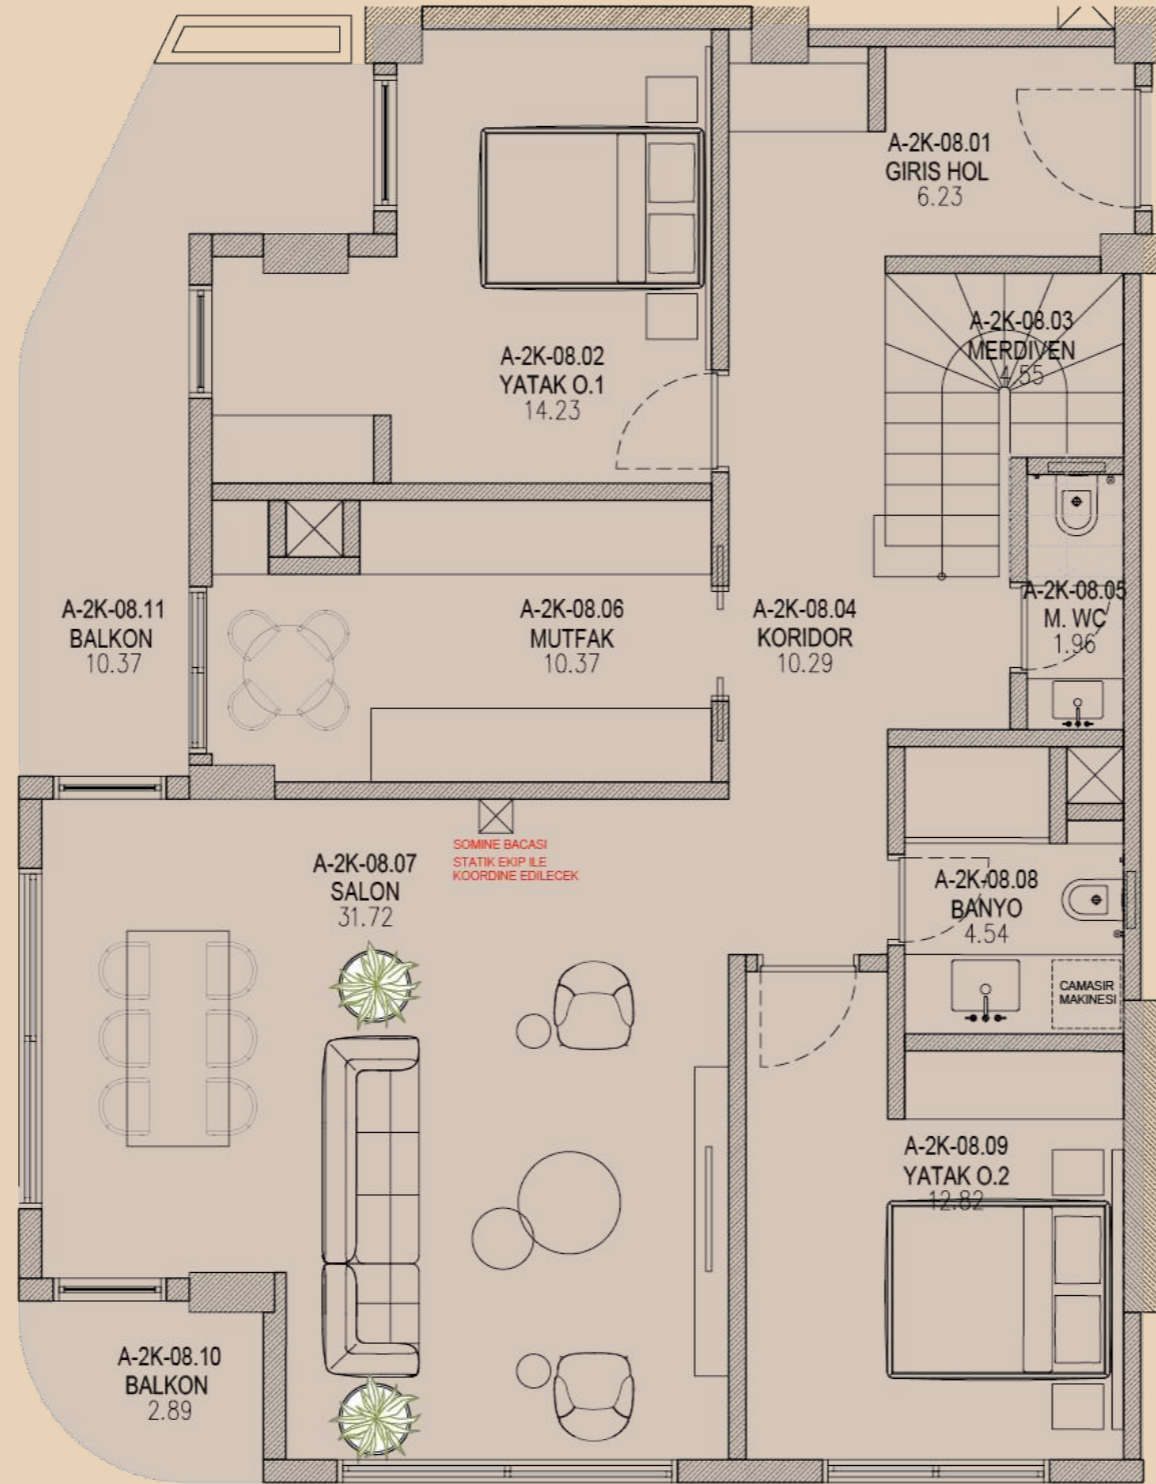 A-2K-08.01
GIRIS HOL
6.23
A-2K-08.03
MERDIVEN
4.55
A-2K-08.02
YATAK O.1
14.23
A-2K-08.11
BALKON
10.37
A-2K-08.06
MUTFAK
10.37
A-2K-08.04
KORIDOR
10.29
A-2K-08.05
M. WC
1.96
SOMINE BACASI
STATIK EKIP ILE
KOORDINE EDILECEK
A-2K-08.07
SALON
31.72
A-2K-08.08
BANYO
4.54
CAMASIR
MAKINESI
A-2K-08.09
YATAK O.2
12.82
A-2K-08.10
BALKON
2.89